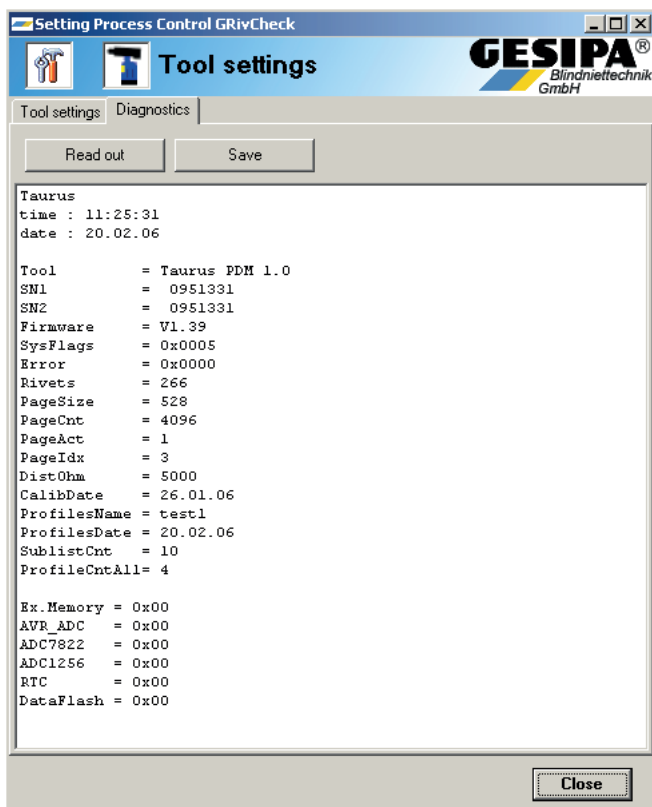 Setting Process Control GRivCheck
Tool settings
GESIPA®
Blindniettechnik
GmbH
Tool settings Diagnostics
Read out Save
Taurus
time : 11:25:31
date : 20.02.06
Tool = Taurus PDM 1.0
SN1 = 0951331
SN2 = 0951331
Firmware = V1.39
SysFlags = 0x0005
Error = 0x0000
Rivets = 266
PageSize = 528
PageCnt = 4096
PageAct = 1
PageIdx = 3
DistOhm = 5000
CalibDate = 26.01.06
ProfilesName = test1
ProfilesDate = 20.02.06
SublistCnt = 10
ProfileCntAll= 4
Ex.Memory = 0x00
AVR_ADC = 0x00
ADC7822 = 0x00
ADC1256 = 0x00
RTC = 0x00
DataFlash = 0x00
Close